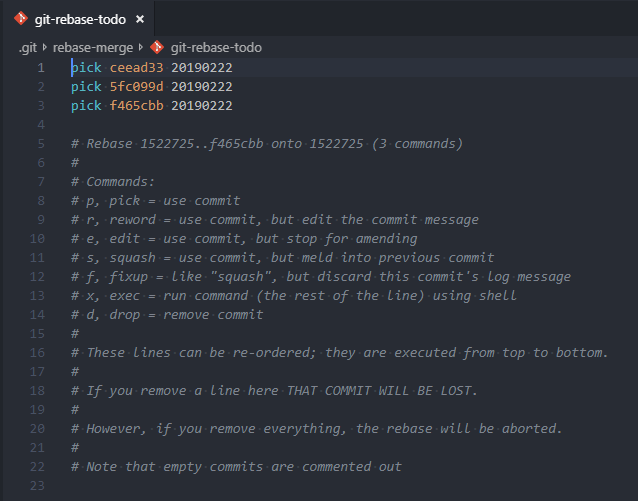 git-rebase-todo ×
.git rebase-merge git-rebase-todo
1 pick ceead33 20190222
2 pick 5fc099d 20190222
3 pick f465cbb 20190222
4
5 # Rebase 1522725..f465cbb onto 1522725 (3 commands)
6 #
7 # Commands:
8 # p, pick = use commit
9 # r, reword = use commit, but edit the commit message
10 # e, edit = use commit, but stop for amending
11 # s, squash = use commit, but meld into previous commit
12 # f, fixup = like "squash", but discard this commit's log message
13 # x, exec = run command (the rest of the line) using shell
14 # d, drop = remove commit
15 #
16 # These lines can be re-ordered; they are executed from top to bottom.
17 #
18 # If you remove a line here THAT COMMIT WILL BE LOST.
19 #
20 # However, if you remove everything, the rebase will be aborted.
21 #
22 # Note that empty commits are commented out
23